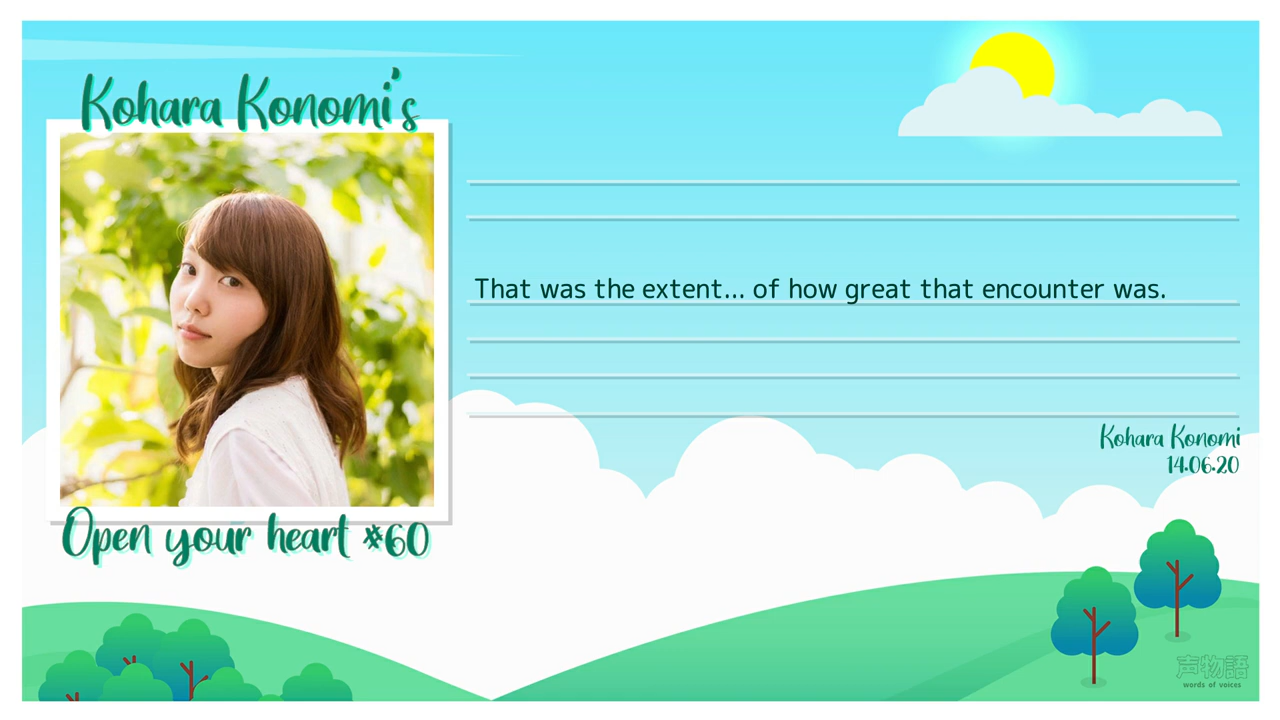 Kohara Konomi's
That was the extent... of how great that encounter was.
Kohara Konomi
14.06.20
Open your heart #60
声物語
words of voices